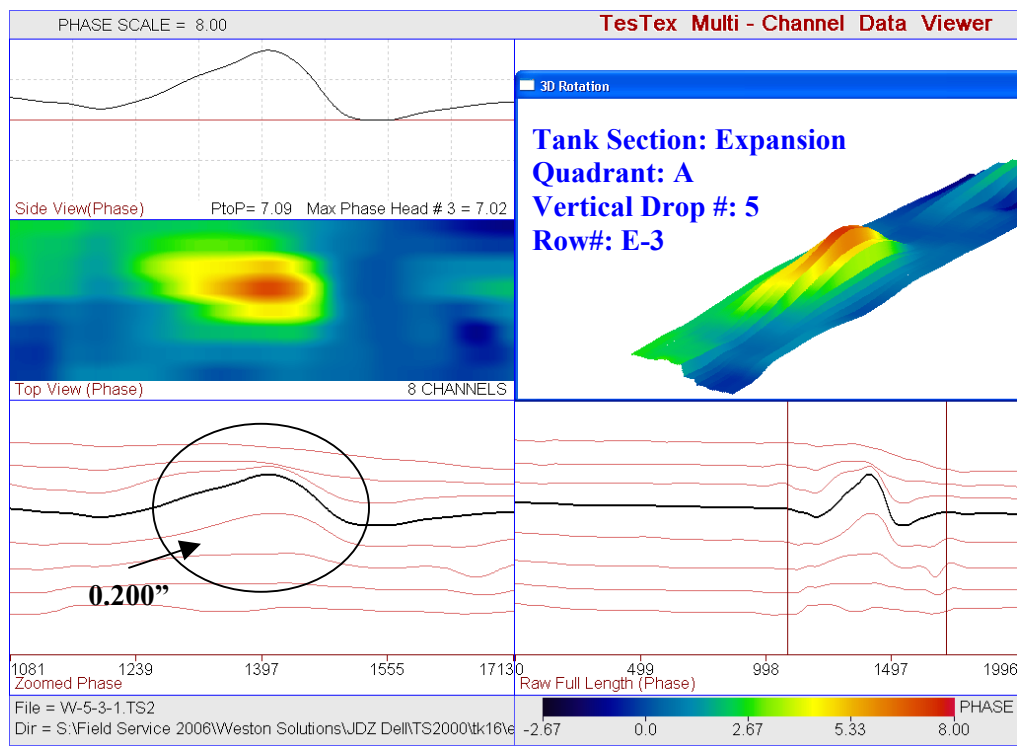 PHASE SCALE = 8.00
TesTex Multi - Channel Data Viewer
3D Rotation
Tank Section: Expansion
Quadrant: A
Vertical Drop #: 5
Row#: E-3
Side View(Phase) PtoP= 7.09 Max Phase Head # 3 = 7.02
Top View (Phase) 8 CHANNELS
0.200”
1081 1239 1397 1555 1713
Zoomed Phase
0 499 998 1497 1996
Raw Full Length (Phase)
File = W-5-3-1.TS2
Dir = S:\Field Service 2006\Weston Solutions\JDZ Dell\TS2000\tk16\e
PHASE
-2.67 0.0 2.67 5.33 8.00